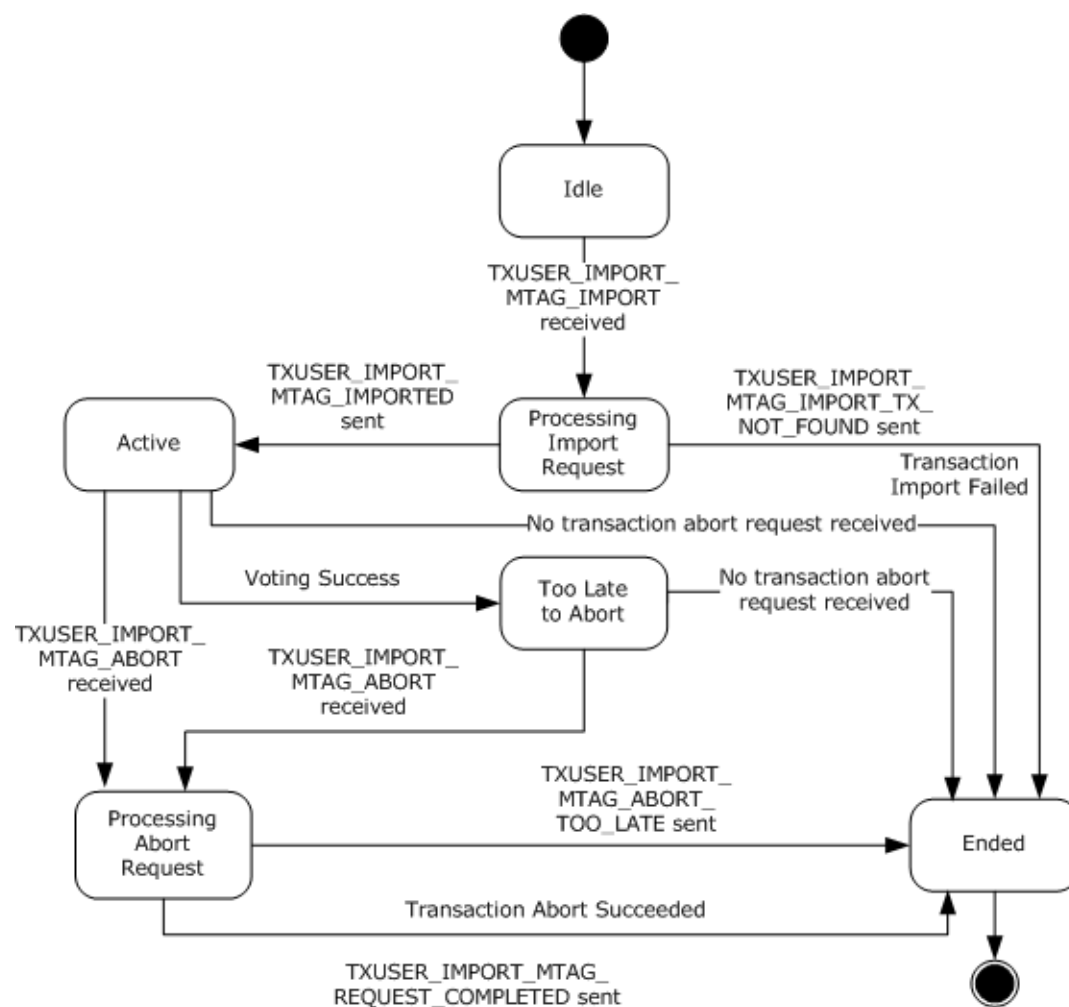 Idle
TXUSER_IMPORT_
MTAG_IMPORT
received
TXUSER_IMPORT_
MTAG_IMPORTED
sent
TXUSER_IMPORT_
MTAG_IMPORT_TX_
NOT_FOUND sent
Active
Processing
Import
Request
Transaction
Import Failed
No transaction abort request received
Voting Success
Too Late
to Abort
No transaction abort
request received
TXUSER_IMPORT_
MTAG_ABORT
received
TXUSER_IMPORT_
MTAG_ABORT
received
TXUSER_IMPORT_
MTAG_ABORT_
TOO_LATE sent
Processing
Abort
Request
Ended
Transaction Abort Succeeded
TXUSER_IMPORT_MTAG_
REQUEST_COMPLETED sent